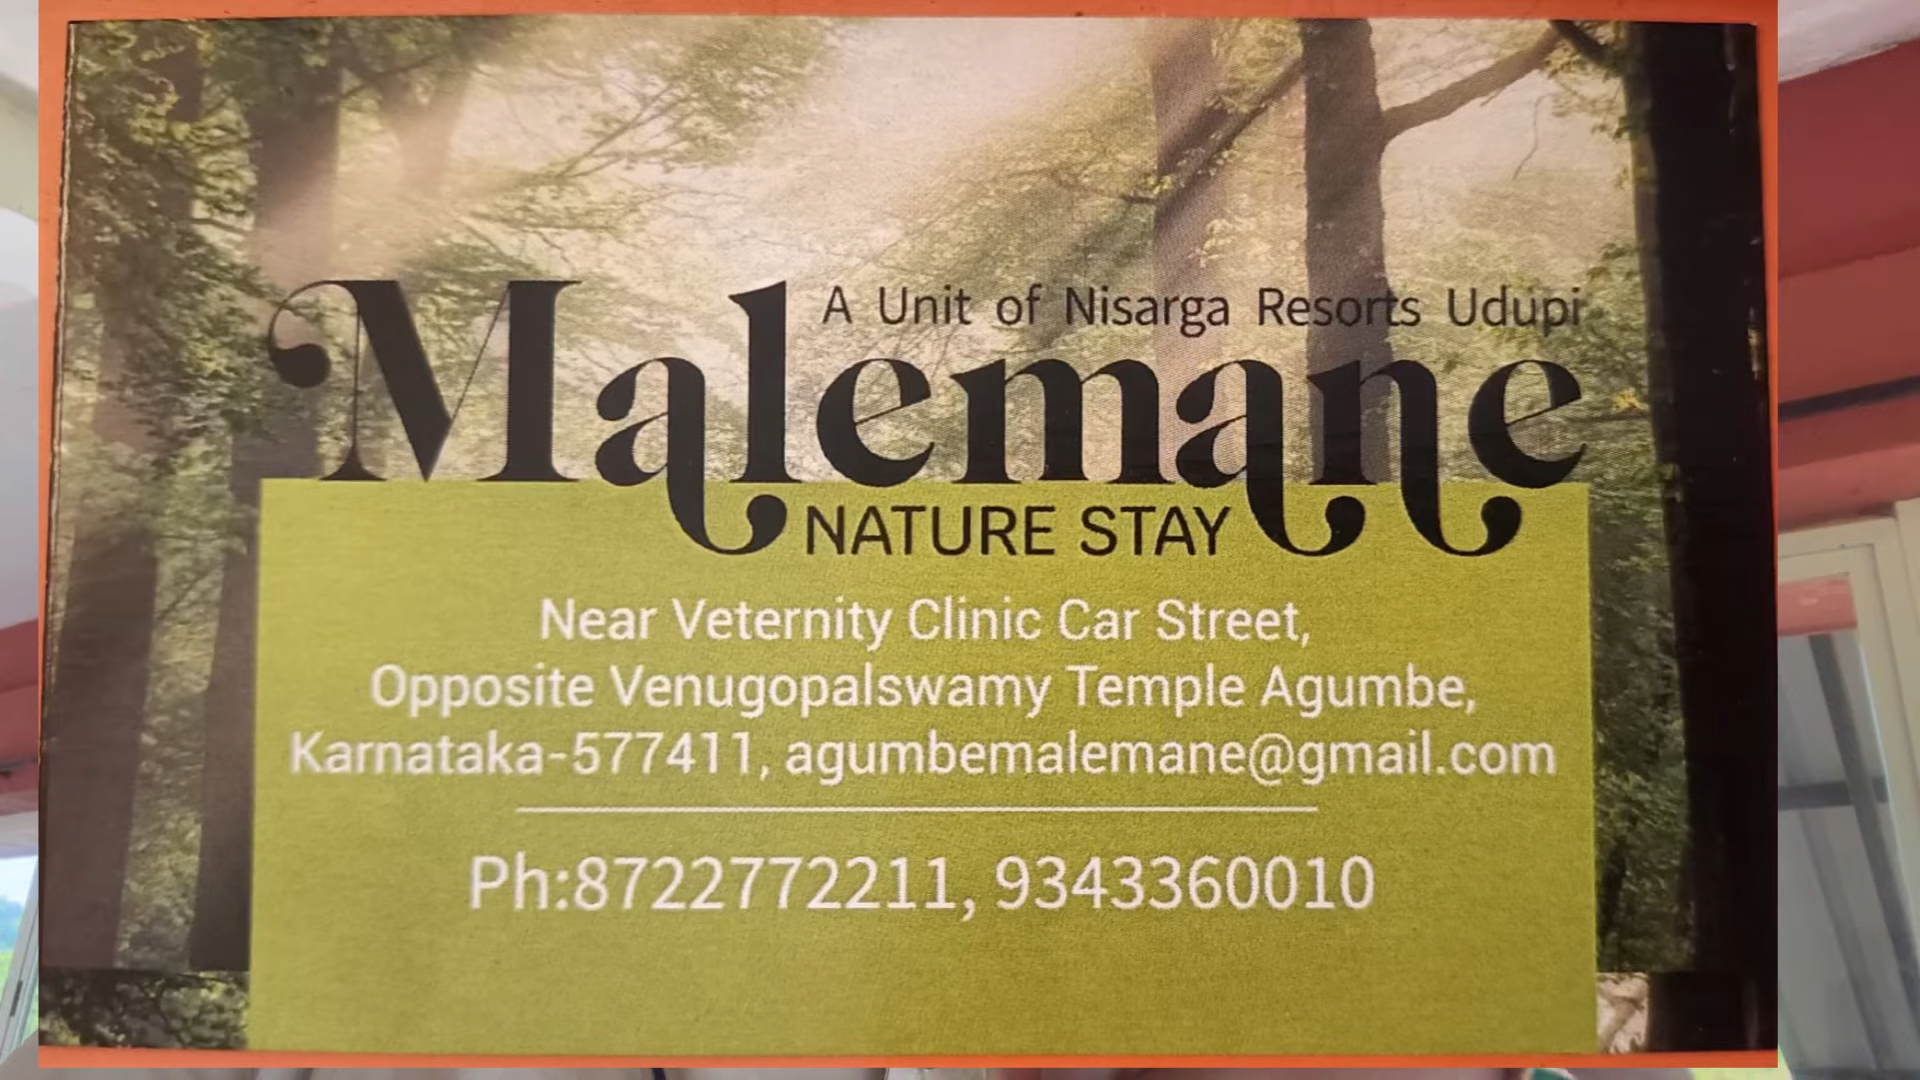 A Unit of Nisarga Resorts Udupi
Malemane
NATURE STAY
Near Veternity Clinic Car Street,
Opposite Venugopalswamy Temple Agumbe,
Karnataka-577411, agumbemalemane@gmail.com
Ph:8722772211, 9343360010